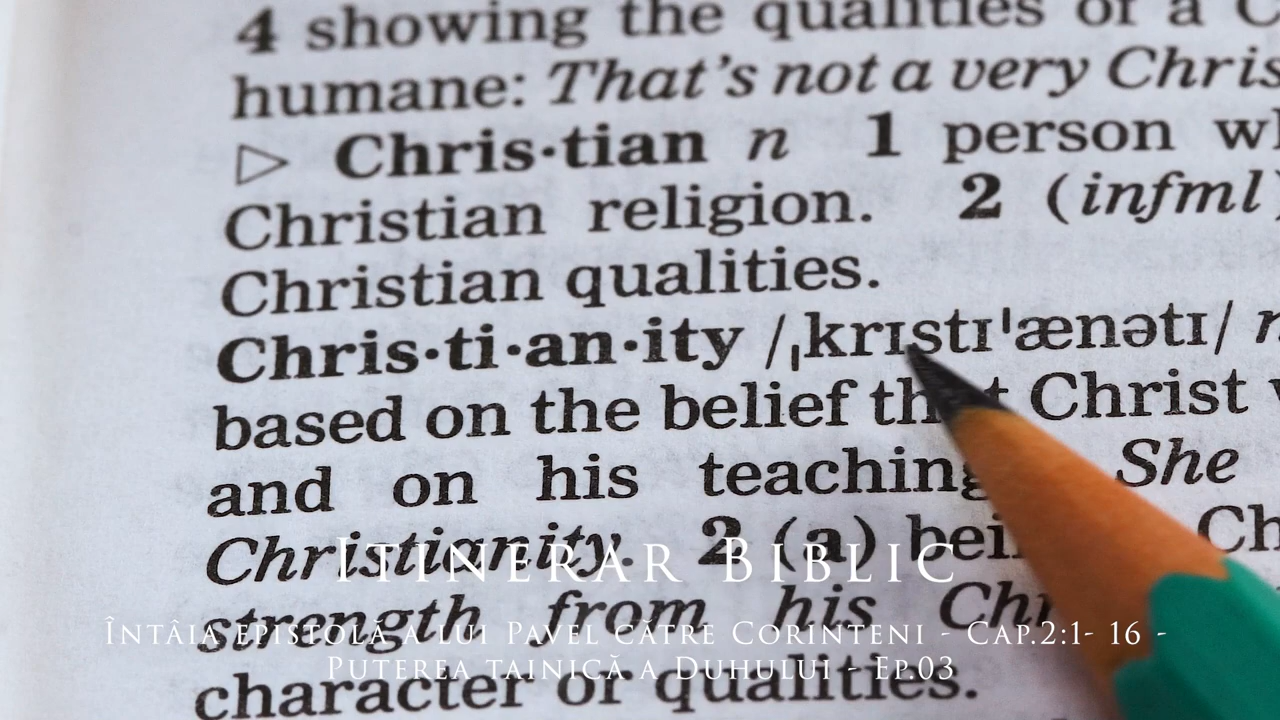 4 showing the qualities of a C
humane: That's not a very Chris
▷ Chris·tian n 1 person wh
Christian religion. 2 (infml)
Christian qualities.
Chris·ti·an·ity /ˌkrɪstɪˈænətɪ/ n
based on the belief that Christ
and on his teaching She
Christianity. 2 (a) bein Ch
Itinerar Biblic
strength from his Chr
Întâia epistolă a lui Pavel către Corinteni - Cap.2:1- 16 -
Puterea tainică a Duhului - Ep.03
character or qualities.